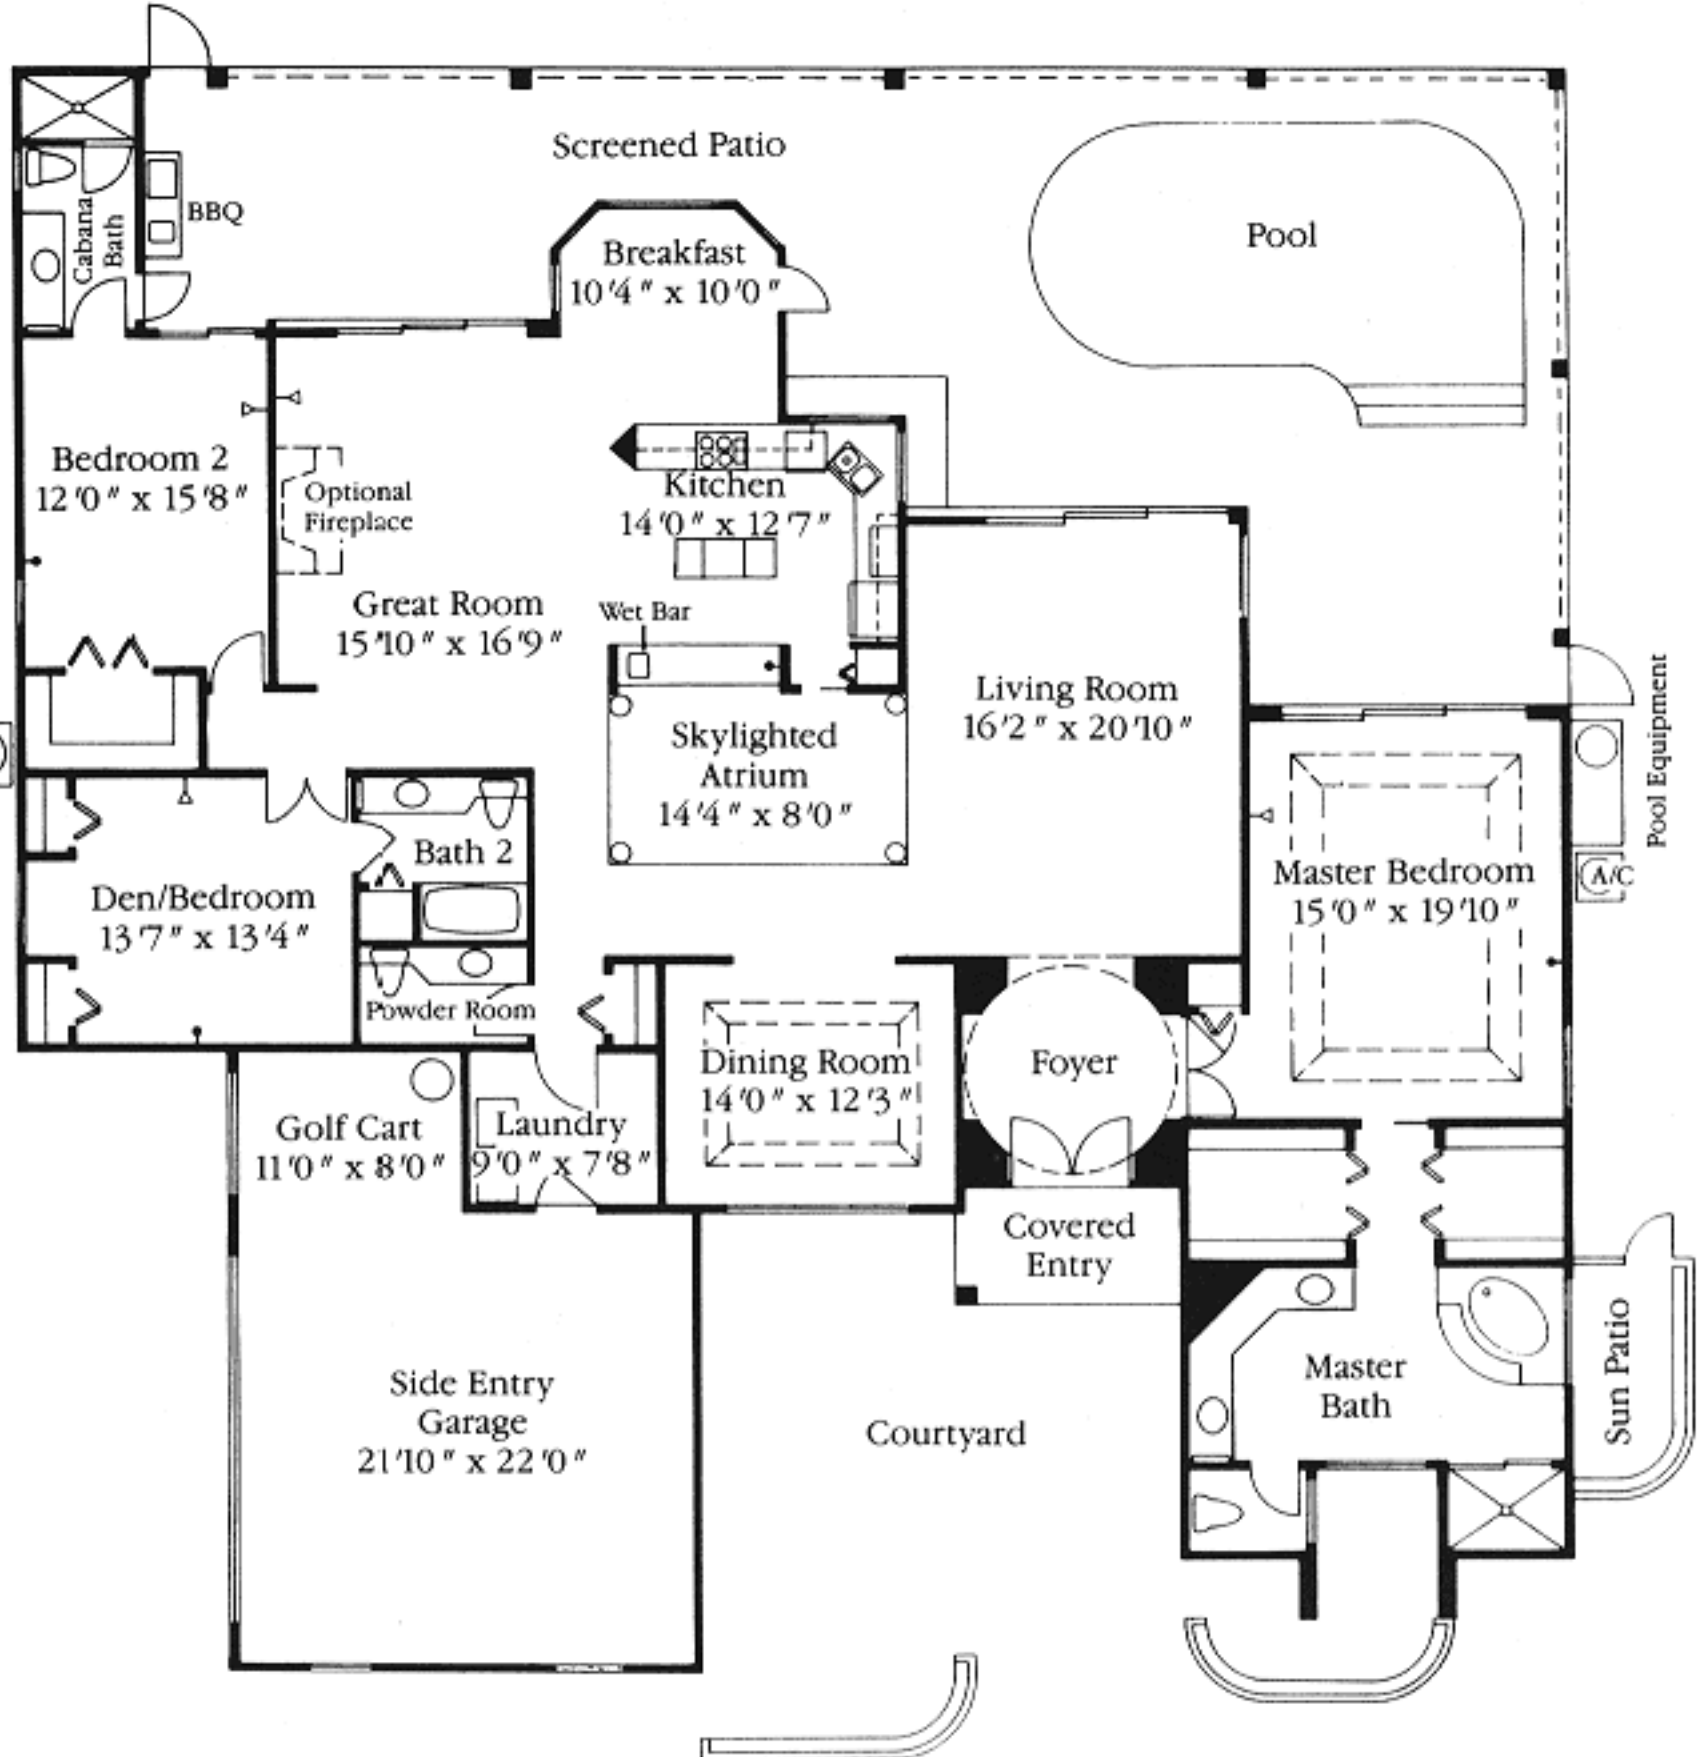 Screened Patio
Pool
BBQ
Cabana
Bath
Breakfast
10'4" x 10'0"
Bedroom 2
12'0" x 15'8"
Optional
Fireplace
Kitchen
14'0" x 12'7"
Great Room
15'10" x 16'9"
Wet Bar
Living Room
16'2" x 20'10"
Skylighted
Atrium
14'4" x 8'0"
Pool Equipment
A/C
Master Bedroom
15'0" x 19'10"
Bath 2
Den/Bedroom
13'7" x 13'4"
Powder Room
Dining Room
14'0" x 12'3"
Foyer
Golf Cart
11'0" x 8'0"
Laundry
9'0" x 7'8"
Covered
Entry
Side Entry
Garage
21'10" x 22'0"
Courtyard
Master
Bath
Sun Patio